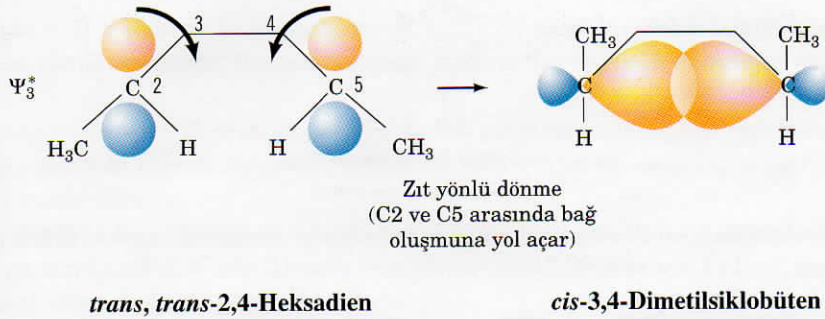 3 4
Ψ₃*
C 2
C 5
H₃C H
H CH₃
CH₃ CH₃
C C
H H
Zıt yönlü dönme
(C2 ve C5 arasında bağ
oluşmuna yol açar)
trans, trans-2,4-Heksadien
cis-3,4-Dimetilsiklobüten